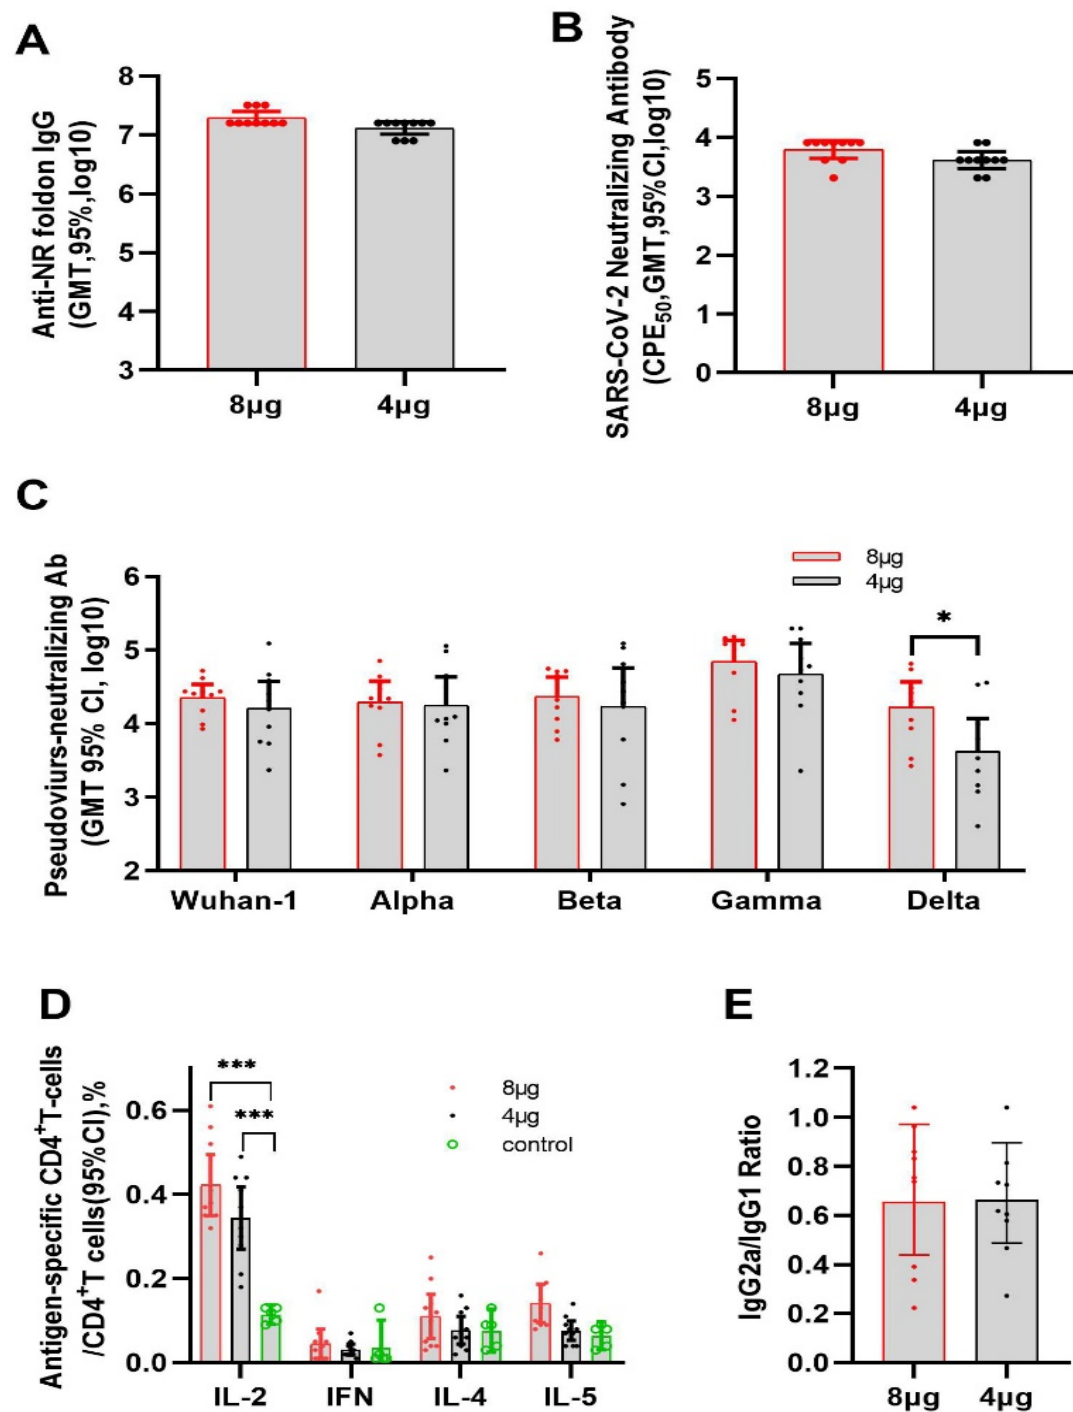 A
Anti-NR foldon IgG
(GMT,95%,log10)
8
7
6
5
4
3
8µg
4µg
B
SARS-CoV-2 Neutralizing Antibody
(CPE50,GMT,95%CI,log10)
5
4
3
2
1
0
8µg
4µg
C
Pseudoviurs-neutralizing Ab
(GMT 95% CI, log10)
6
5
4
3
2
8µg
4µg
*
Wuhan-1
Alpha
Beta
Gamma
Delta
D
Antigen-specific CD4+T-cells
/CD4+T cells(95%CI),%
0.6
0.4
0.2
0.0
***
***
8µg
4µg
control
IL-2
IFN
IL-4
IL-5
E
IgG2a/IgG1 Ratio
1.2
1.0
0.8
0.6
0.4
0.2
0.0
8µg
4µg